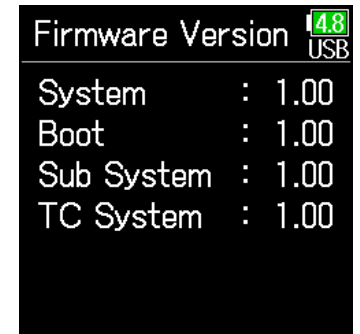 Firmware Version 4.8
USB
System : 1.00
Boot : 1.00
Sub System : 1.00
TC System : 1.00